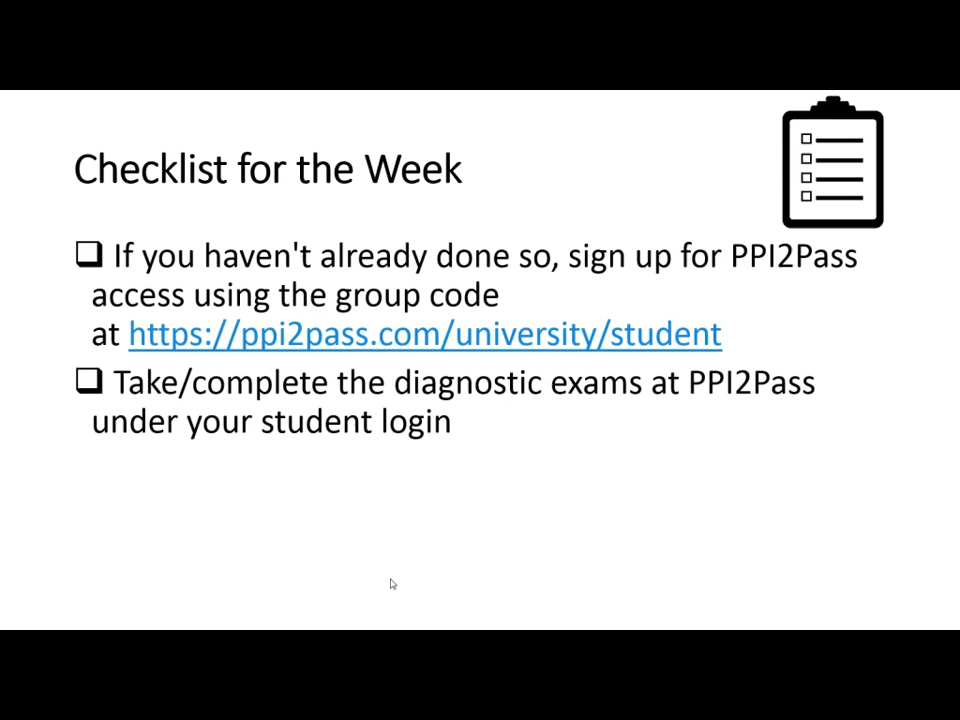 Checklist for the Week
❑ If you haven't already done so, sign up for PPI2Pass
access using the group code
at https://ppi2pass.com/university/student
❑ Take/complete the diagnostic exams at PPI2Pass
under your student login